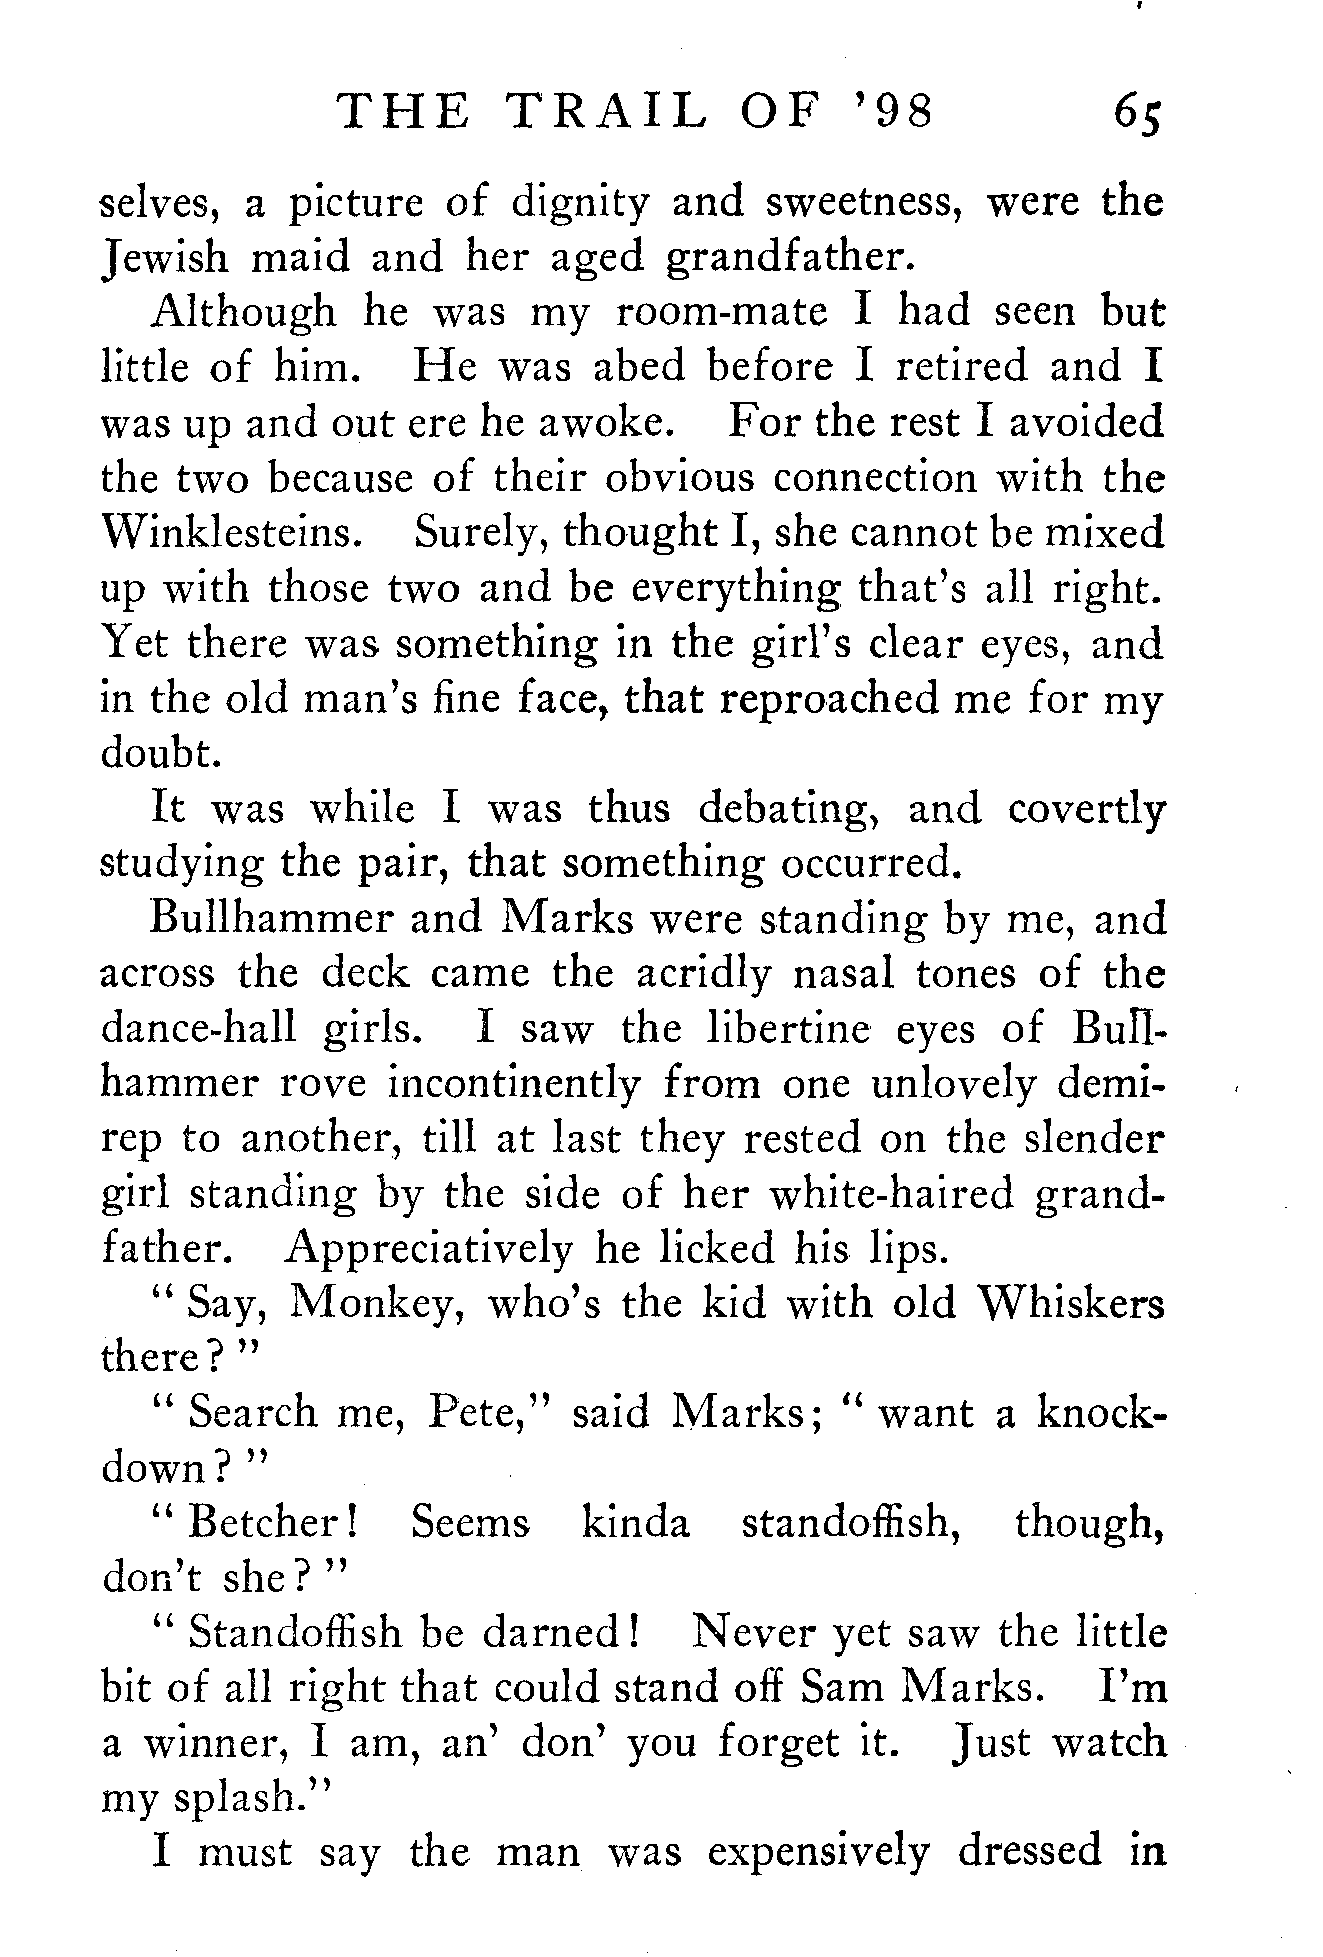 THE TRAIL OF '98 65
selves, a picture of dignity and sweetness, were the
Jewish maid and her aged grandfather.
Although he was my room-mate I had seen but
little of him. He was abed before I retired and I
was up and out ere he awoke. For the rest I avoided
the two because of their obvious connection with the
Winklesteins. Surely, thought I, she cannot be mixed
up with those two and be everything that's all right.
Yet there was something in the girl's clear eyes, and
in the old man's fine face, that reproached me for my
doubt.
It was while I was thus debating, and covertly
studying the pair, that something occurred.
Bullhammer and Marks were standing by me, and
across the deck came the acridly nasal tones of the
dance-hall girls. I saw the libertine eyes of Bull-
hammer rove incontinently from one unlovely demi-
rep to another, till at last they rested on the slender
girl standing by the side of her white-haired grand-
father. Appreciatively he licked his lips.
" Say, Monkey, who's the kid with old Whiskers
there? "
" Search me, Pete," said Marks; " want a knock-
down? "
" Betcher! Seems kinda standoffish, though,
don't she? "
" Standoffish be darned! Never yet saw the little
bit of all right that could stand off Sam Marks. I'm
a winner, I am, an' don' you forget it. Just watch
my splash."
I must say the man was expensively dressed in